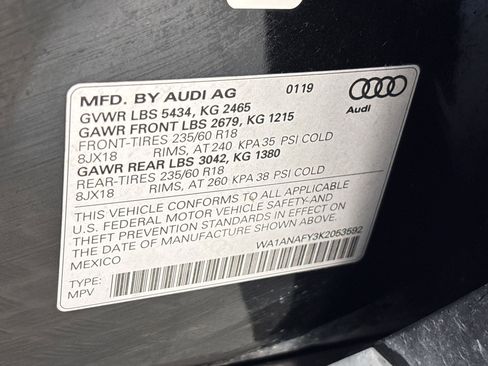 MFD. BY AUDI AG 0119
GVWR LBS 5434, KG 2465
GAWR FRONT LBS 2679, KG 1215
FRONT-TIRES 235/60 R18
8JX18 RIMS, AT 240 KPA 35 PSI COLD
GAWR REAR LBS 3042, KG 1380
REAR-TIRES 235/60 R18
8JX18 RIMS, AT 260 KPA 38 PSI COLD
Audi
THIS VEHICLE CONFORMS TO ALL APPLICABLE
U.S. FEDERAL MOTOR VEHICLE SAFETY-AND
THEFT PREVENTION STANDARDS IN EFFECT ON
THE DATE OF MANUFACTURE SHOWN ABOVE.
MEXICO
WA1ANAFY3K2053592
TYPE:
MPV